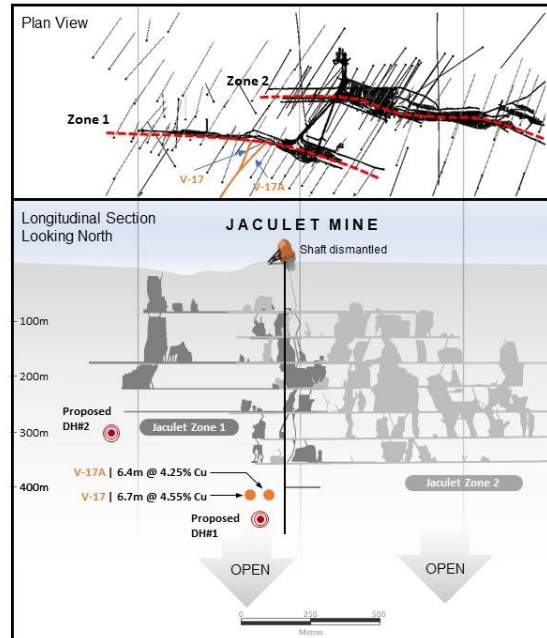 Plan View
Zone 2
Zone 1
V-17
V-17A
Longitudinal Section
Looking North
JACULET MINE
Shaft dismantled
100m
200m
Proposed
DH#2
Jaculet Zone 1
300m
V-17A | 6.4m @ 4.25% Cu
400m
Jaculet Zone 2
V-17 | 6.7m @ 4.55% Cu
Proposed
DH#1
OPEN
OPEN
0 250 500
Metres